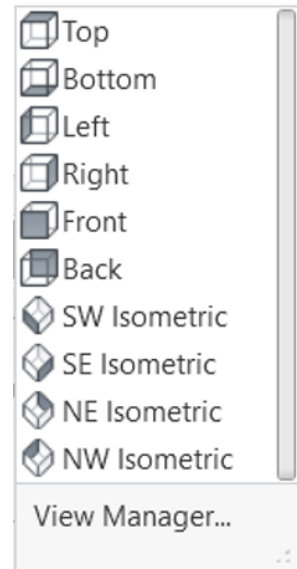 Top
Bottom
Left
Right
Front
Back
SW Isometric
SE Isometric
NE Isometric
NW Isometric
View Manager...